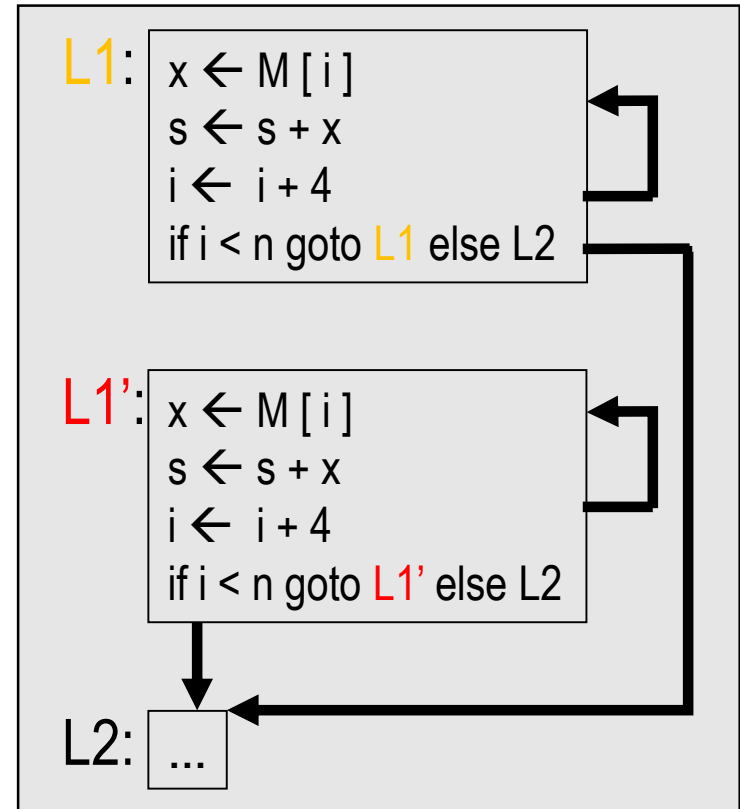 L1: x ← M [ i ]
s ← s + x
i ← i + 4
if i < n goto L1 else L2
L1’: x ← M [ i ]
s ← s + x
i ← i + 4
if i < n goto L1’ else L2
L2: ...